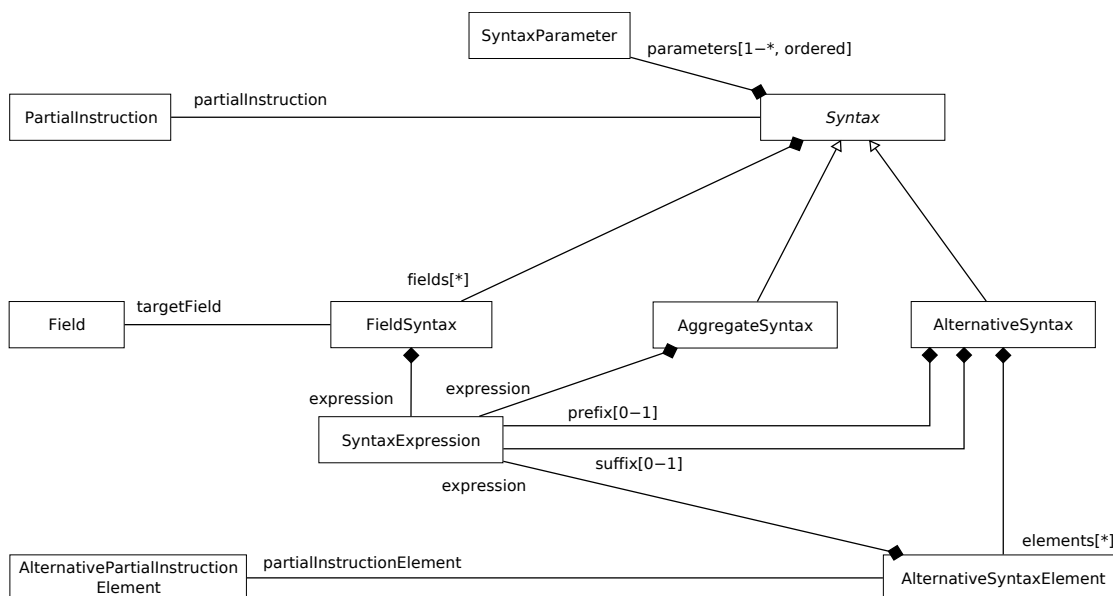 SyntaxParameter
parameters[1−*, ordered]
partialInstruction
PartialInstruction
Syntax
fields[*]
targetField
Field
FieldSyntax
AggregateSyntax
AlternativeSyntax
expression
expression
prefix[0−1]
SyntaxExpression
suffix[0−1]
expression
elements[*]
partialInstructionElement
AlternativePartialInstruction
Element
AlternativeSyntaxElement